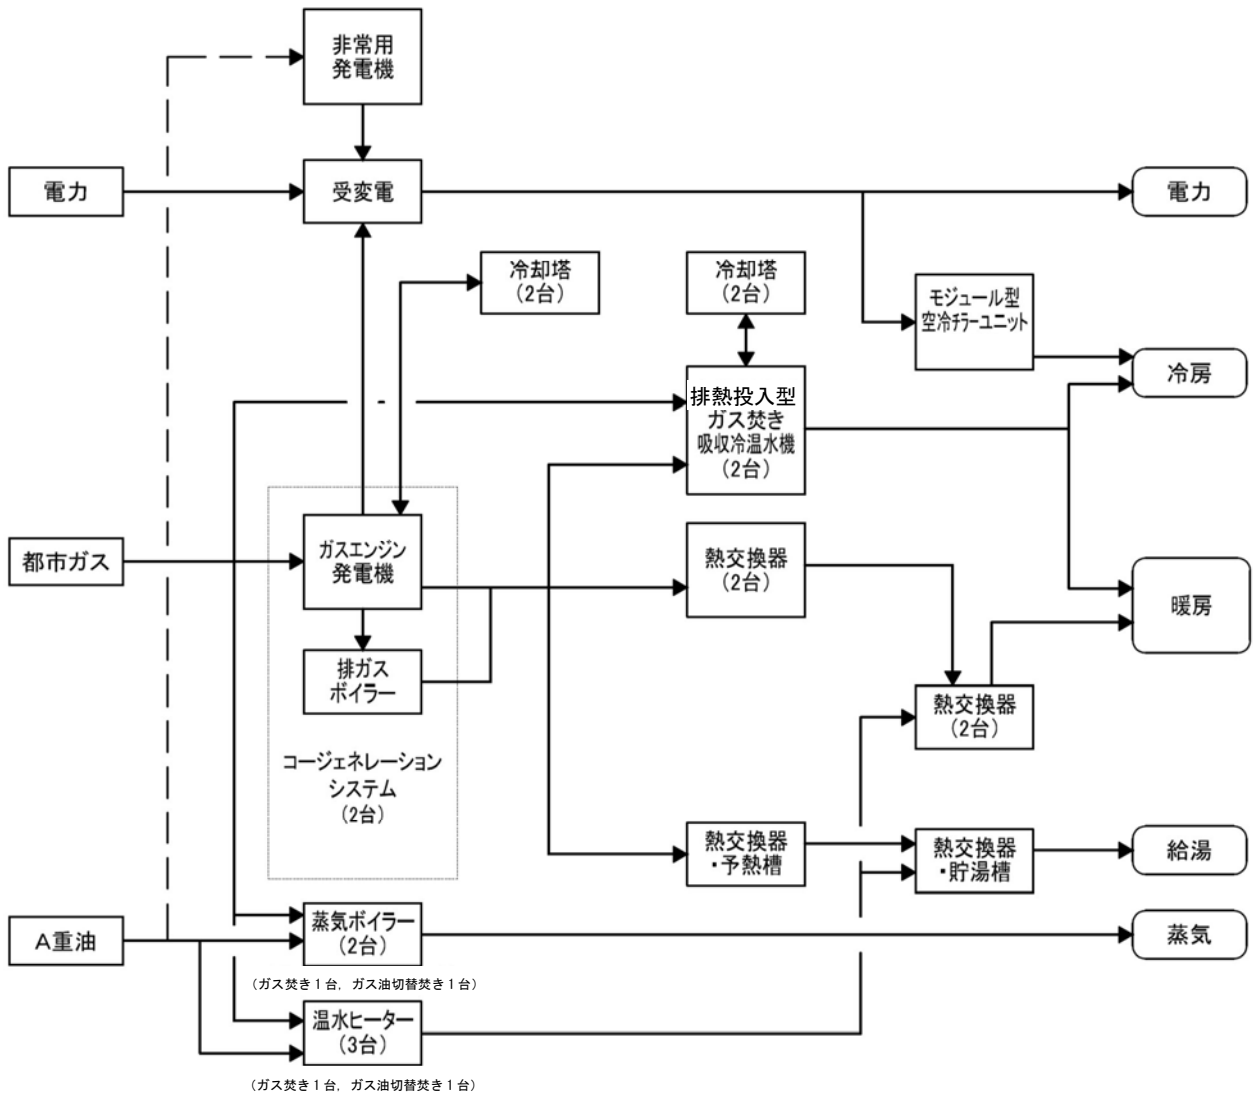 非常用
発電機
電力
受変電
電力
冷却塔
（2台）
冷却塔
（2台）
モジュール型
空冷ﾁﾗｰユニット
冷房
排熱投入型
ガス焚き
吸収冷温水機
（2台）
都市ガス
ガスエンジン
発電機
熱交換器
（2台）
暖房
排ガス
ボイラー
熱交換器
（2台）
コージェネレーション
システム
（2台）
熱交換器
・予熱槽
熱交換器
・貯湯槽
給湯
A重油
蒸気ボイラー
（2台）
蒸気
（ガス焚き１台，ガス油切替焚き１台）
温水ヒーター
（3台）
（ガス焚き１台，ガス油切替焚き１台）